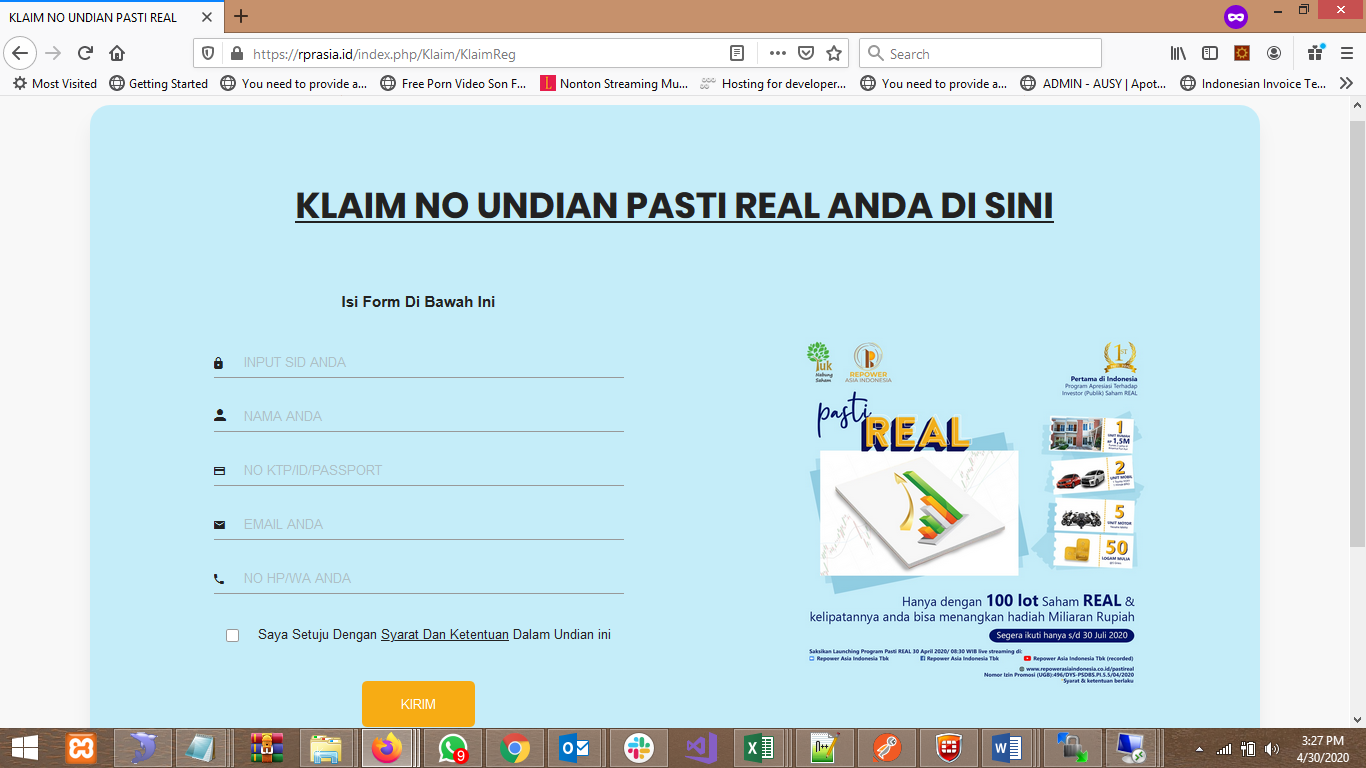 KLAIM NO UNDIAN PASTI REAL
https://rprasia.id/index.php/Klaim/KlaimReg
Search
Most Visited
Getting Started
You need to provide a...
Free Porn Video Son F...
Nonton Streaming Mu...
Hosting for developer...
You need to provide a...
ADMIN - AUSY | Apot...
Indonesian Invoice Te...
KLAIM NO UNDIAN PASTI REAL ANDA DI SINI
Isi Form Di Bawah Ini
INPUT SID ANDA
NAMA ANDA
NO KTP/ID/PASSPORT
EMAIL ANDA
NO HP/WA ANDA
Saya Setuju Dengan Syarat Dan Ketentuan Dalam Undian ini
KIRIM
Yuk
Nabung
Saham
REPOWER
ASIA INDONESIA
1ST
Pertama di Indonesia
Program Apresiasi Terhadap
Investor (Publik) Saham REAL
pasti
REAL
1
UNIT RUMAH
RP 1,5M
2
UNIT MOBIL
5
UNIT MOTOR
50
LOGAM MULIA
Hanya dengan 100 lot Saham REAL &
kelipatannya anda bisa menangkan hadiah Miliaran Rupiah
Segera ikuti hanya s/d 30 Juli 2020
Saksikan Launching Program Pasti REAL 30 April 2020/ 08:30 WIB live streaming di:
Repower Asia Indonesia Tbk
Repower Asia Indonesia Tbk
Repower Asia Indonesia Tbk (recorded)
www.repowerasiaindonesia.co.id/pastireal
Nomor Izin Promosi (UGB):496/DYS-PSDBS.PI.5.5/04/2020
Syarat & ketentuan berlaku
9
3:27 PM
4/30/2020